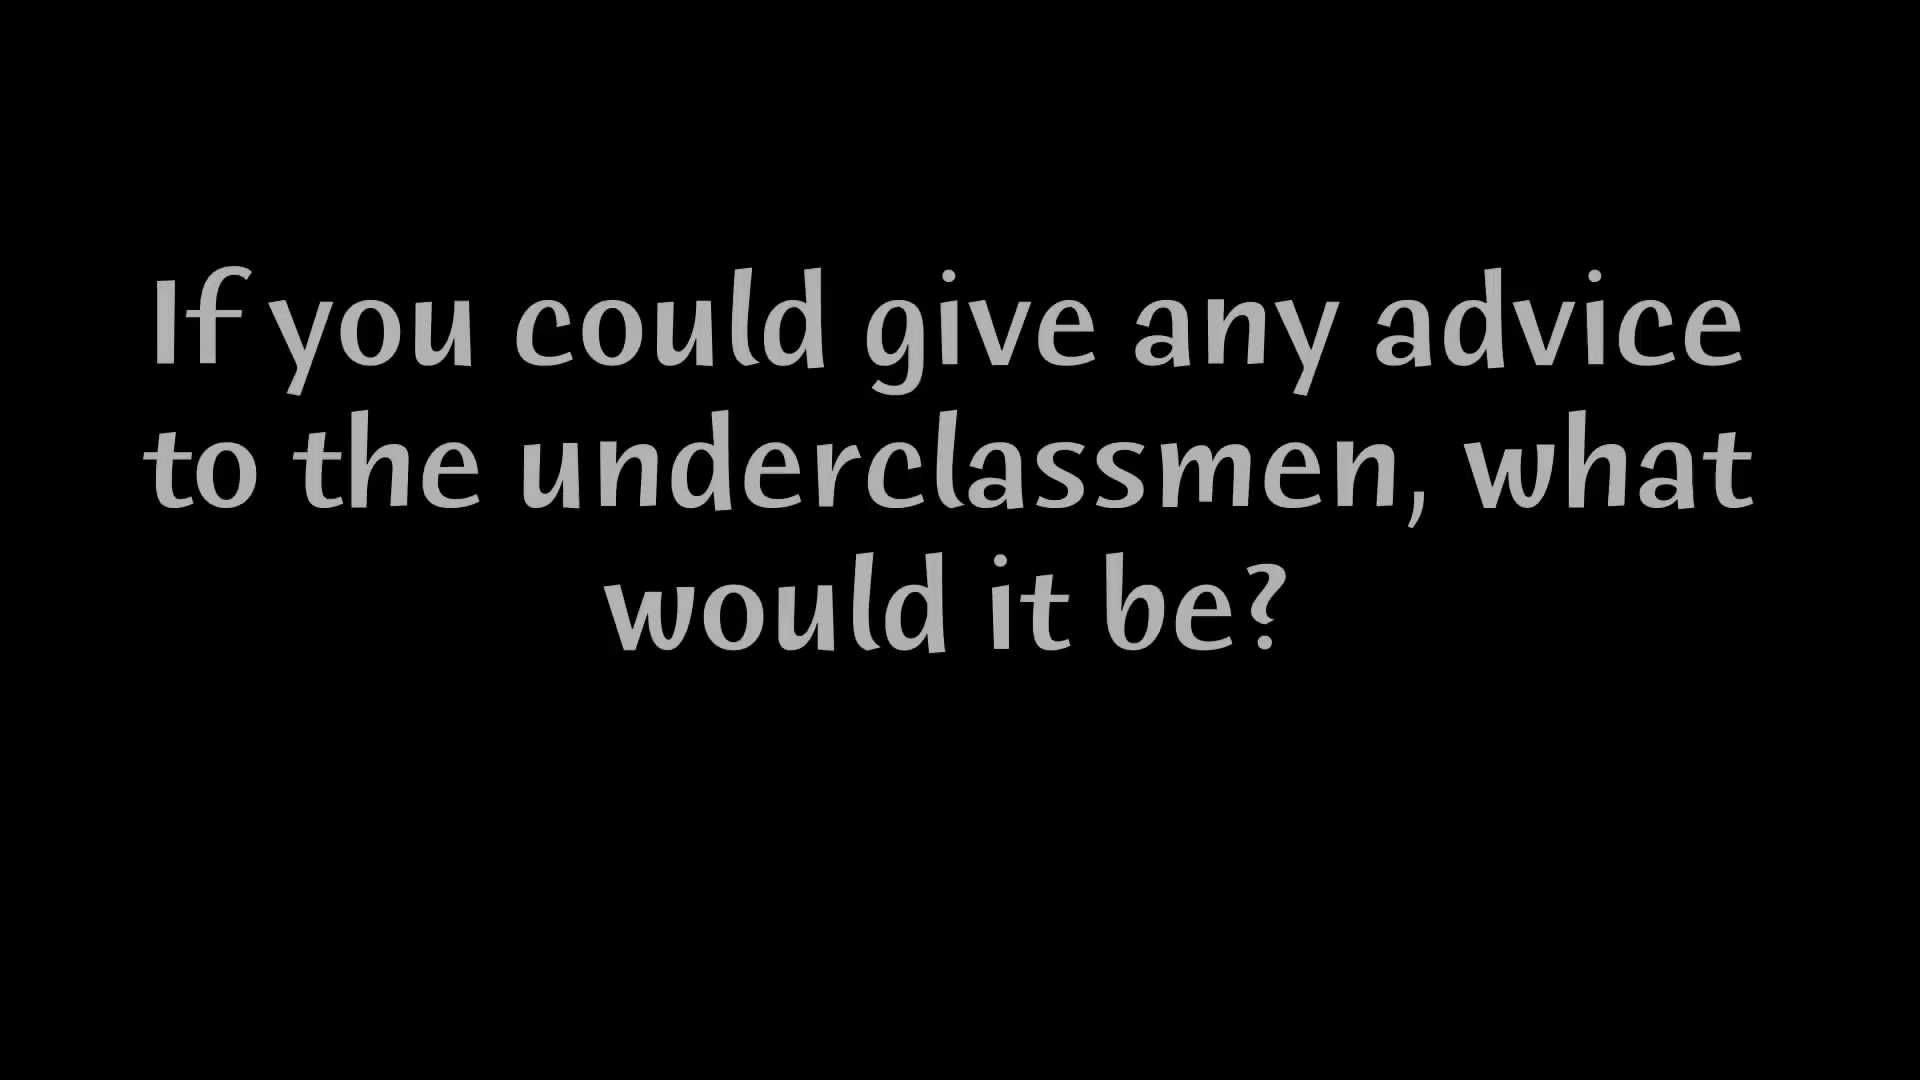 If you could give any advice
to the underclassmen, what
would it be?